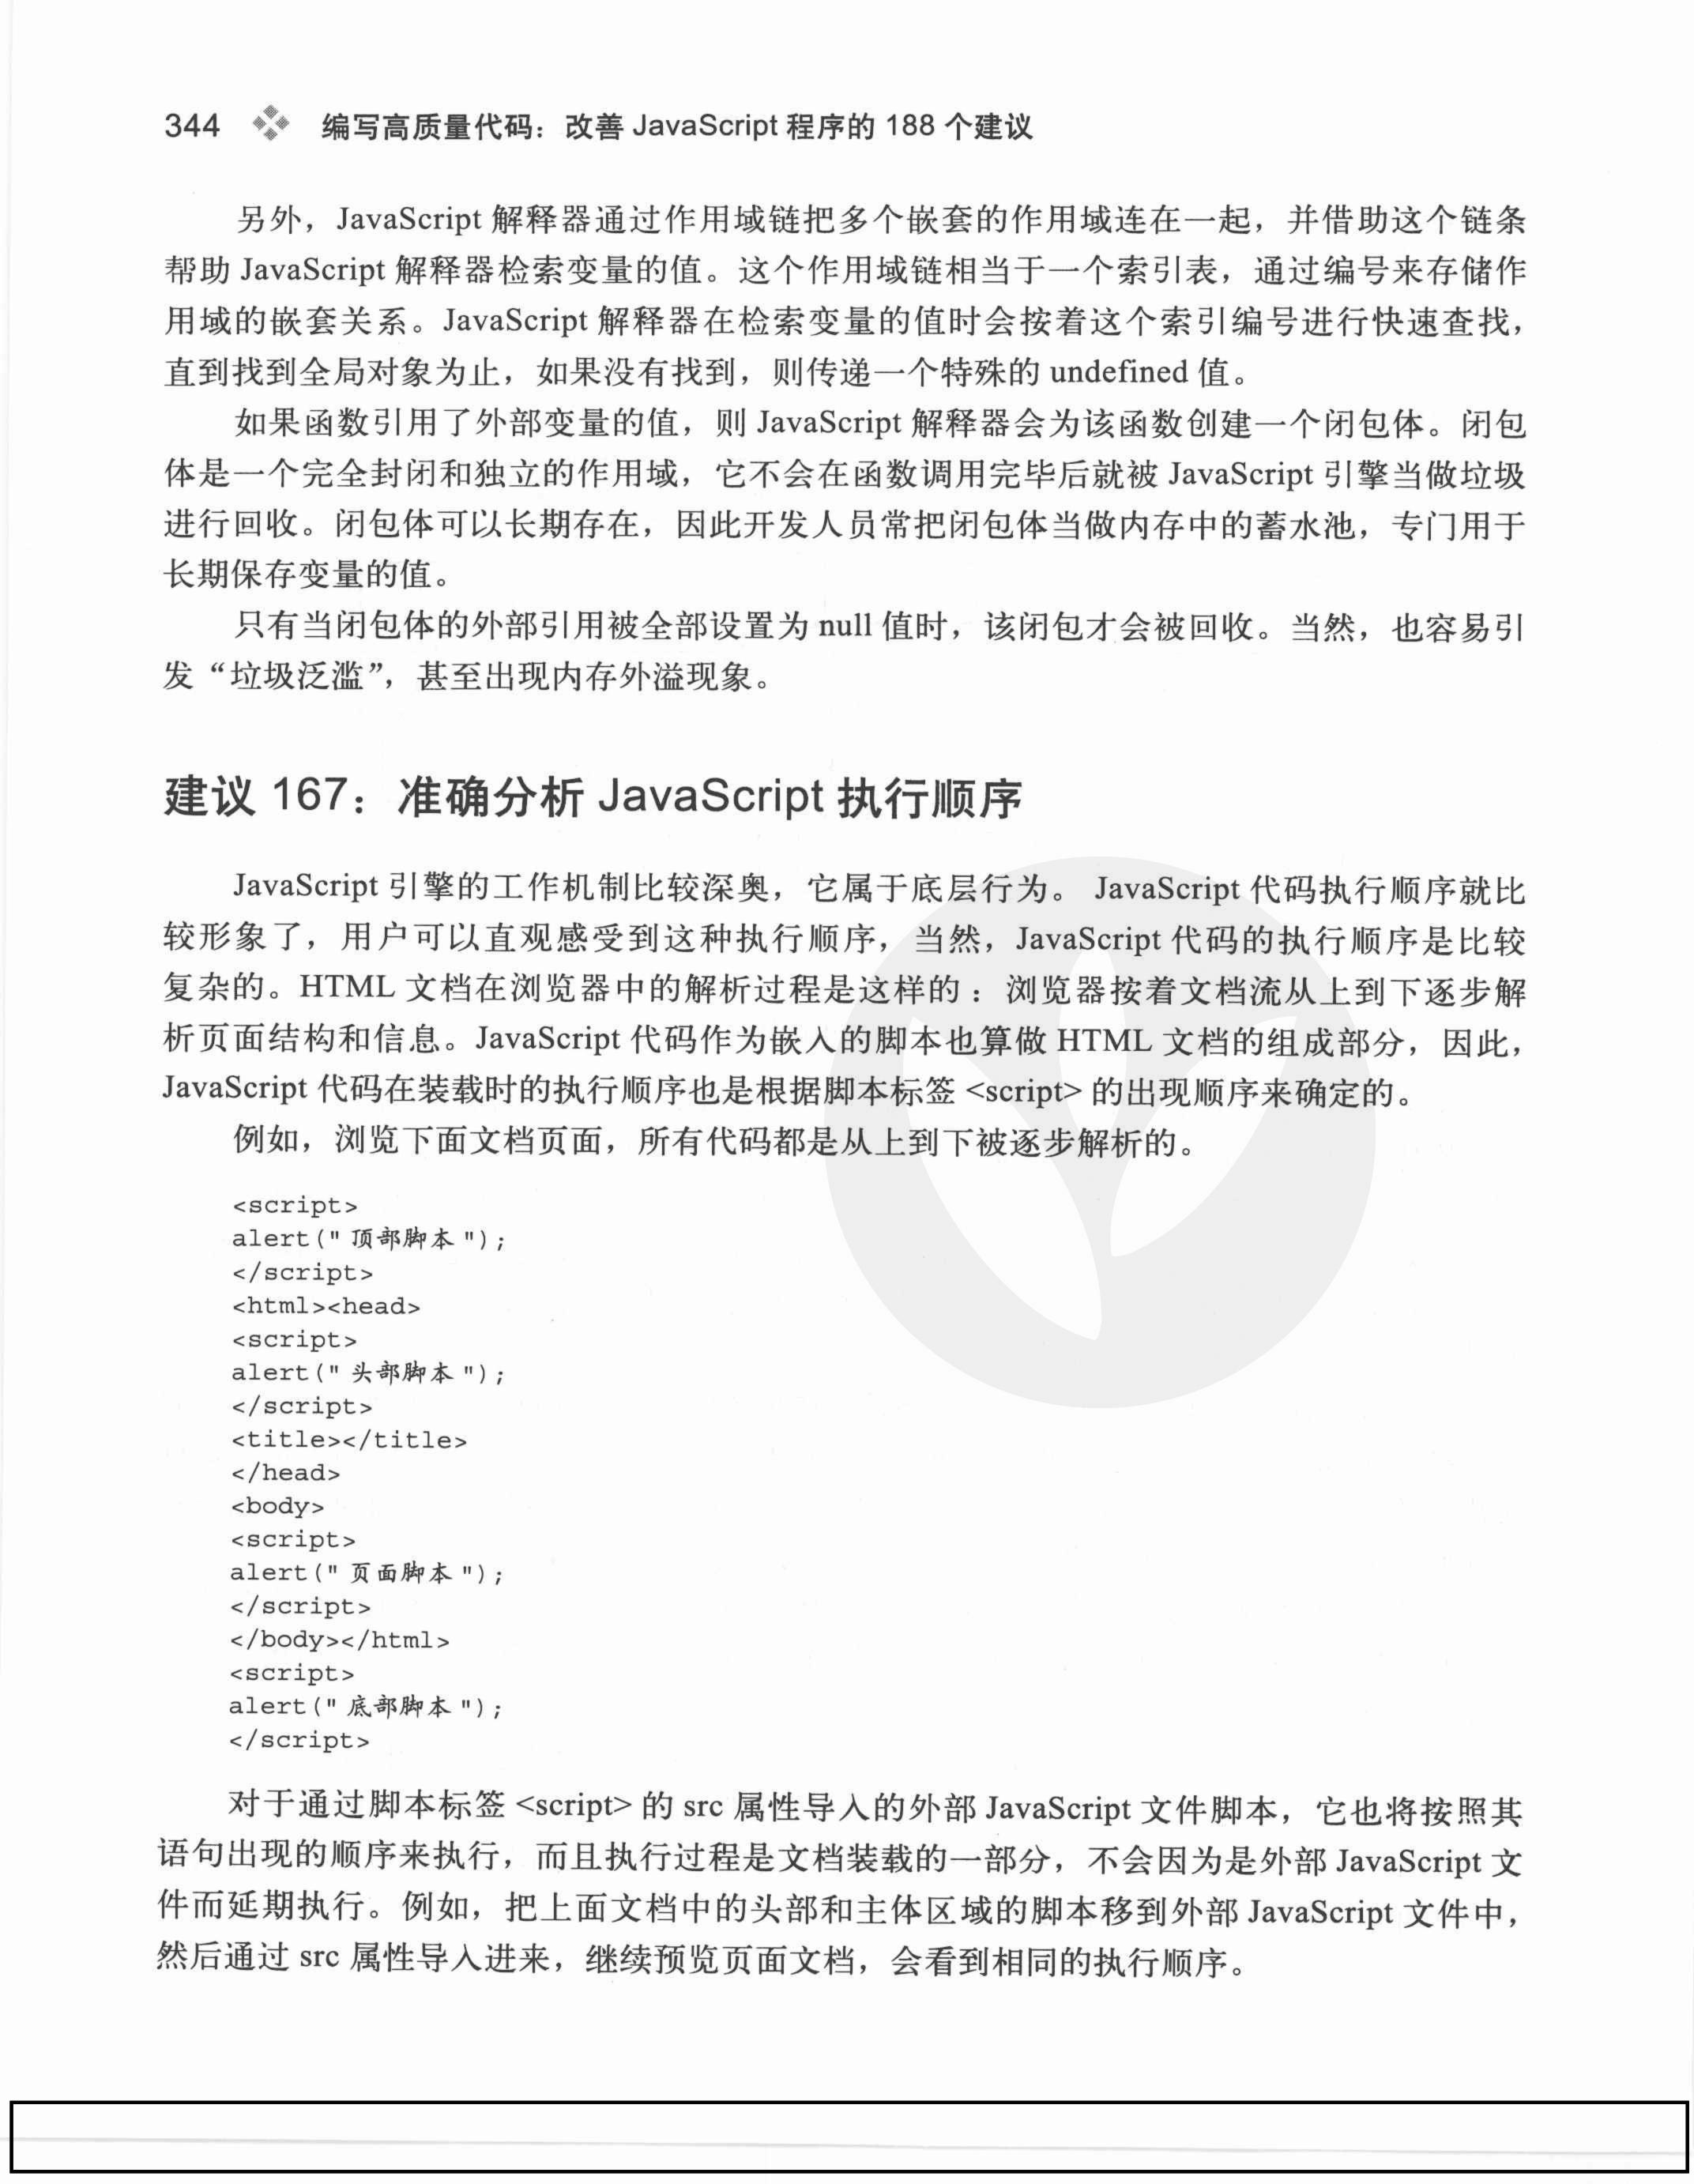 344 编写高质量代码：改善 JavaScript 程序的 188 个建议
另外，JavaScript 解释器通过作用域链把多个嵌套的作用域连在一起，并借助这个链条
帮助 JavaScript 解释器检索变量的值。这个作用域链相当于一个索引表，通过编号来存储作
用域的嵌套关系。JavaScript 解释器在检索变量的值时会按着这个索引编号进行快速查找，
直到找到全局对象为止，如果没有找到，则传递一个特殊的 undefined 值。
如果函数引用了外部变量的值，则 JavaScript 解释器会为该函数创建一个闭包体。闭包
体是一个完全封闭和独立的作用域，它不会在函数调用完毕后就被 JavaScript 引擎当做垃圾
进行回收。闭包体可以长期存在，因此开发人员常把闭包体当做内存中的蓄水池，专门用于
长期保存变量的值。
只有当闭包体的外部引用被全部设置为 null 值时，该闭包才会被回收。当然，也容易引
发“垃圾泛滥”，甚至出现内存外溢现象。
建议 167：准确分析 JavaScript 执行顺序
JavaScript 引擎的工作机制比较深奥，它属于底层行为。 JavaScript 代码执行顺序就比
较形象了，用户可以直观感受到这种执行顺序，当然，JavaScript 代码的执行顺序是比较
复杂的。HTML 文档在浏览器中的解析过程是这样的：浏览器按着文档流从上到下逐步解
析页面结构和信息。JavaScript 代码作为嵌入的脚本也算做 HTML 文档的组成部分，因此，
JavaScript 代码在装载时的执行顺序也是根据脚本标签 <script> 的出现顺序来确定的。
例如，浏览下面文档页面，所有代码都是从上到下被逐步解析的。
<script>
alert(" 顶部脚本 ");
</script>
<html><head>
<script>
alert(" 头部脚本 ");
</script>
<title></title>
</head>
<body>
<script>
alert(" 页面脚本 ");
</script>
</body></html>
<script>
alert(" 底部脚本 ");
</script>
对于通过脚本标签 <script> 的 src 属性导入的外部 JavaScript 文件脚本，它也将按照其
语句出现的顺序来执行，而且执行过程是文档装载的一部分，不会因为是外部 JavaScript 文
件而延期执行。例如，把上面文档中的头部和主体区域的脚本移到外部 JavaScript 文件中，
然后通过 src 属性导入进来，继续预览页面文档，会看到相同的执行顺序。